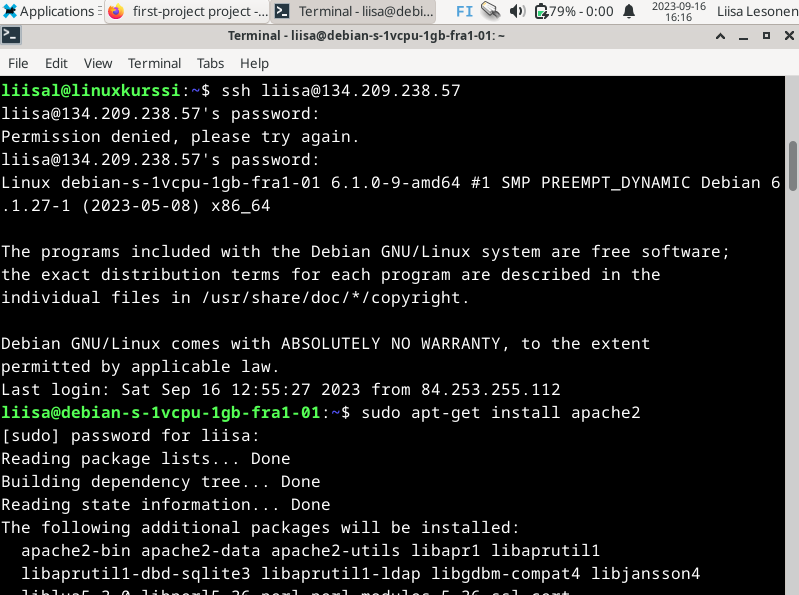 Applications first-project project -... Terminal - liisa@debi... FI 79% - 0:00 2023-09-16 16:16 Liisa Lesonen
Terminal - liisa@debian-s-1vcpu-1gb-fra1-01: ~
File Edit View Terminal Tabs Help
liisal@linuxkurssi:~$ ssh liisa@134.209.238.57
liisa@134.209.238.57's password:
Permission denied, please try again.
liisa@134.209.238.57's password:
Linux debian-s-1vcpu-1gb-fra1-01 6.1.0-9-amd64 #1 SMP PREEMPT_DYNAMIC Debian 6
.1.27-1 (2023-05-08) x86_64
The programs included with the Debian GNU/Linux system are free software;
the exact distribution terms for each program are described in the
individual files in /usr/share/doc/*/copyright.
Debian GNU/Linux comes with ABSOLUTELY NO WARRANTY, to the extent
permitted by applicable law.
Last login: Sat Sep 16 12:55:27 2023 from 84.253.255.112
liisa@debian-s-1vcpu-1gb-fra1-01:~$ sudo apt-get install apache2
[sudo] password for liisa:
Reading package lists... Done
Building dependency tree... Done
Reading state information... Done
The following additional packages will be installed:
apache2-bin apache2-data apache2-utils libapr1 libaprutil1
libaprutil1-dbd-sqlite3 libaprutil1-ldap libgdbm-compat4 libjansson4